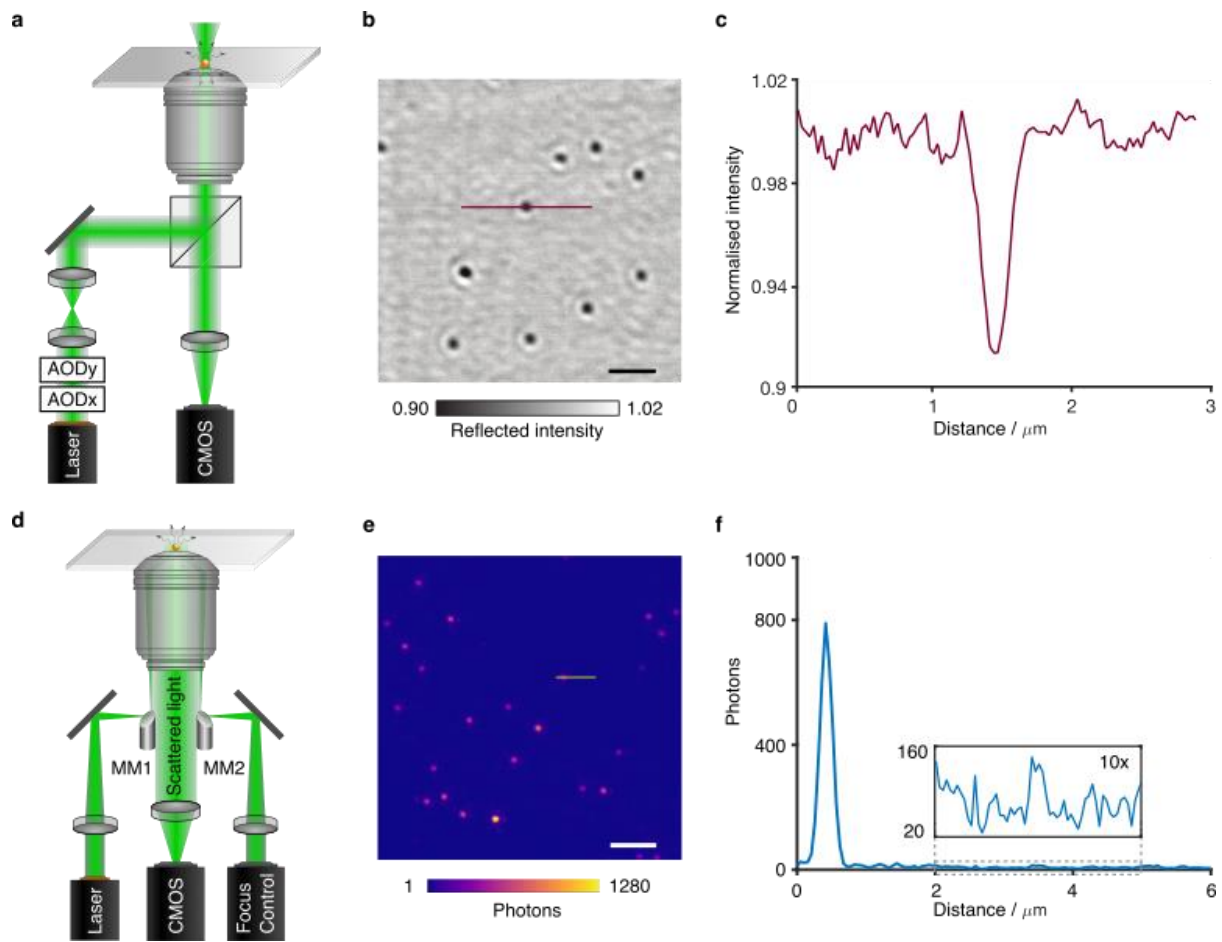 a
AODy
AODx
Laser
CMOS
b
0.90
1.02
Reflected intensity
c
1.02
0.98
0.94
0.9
Normalised intensity
0
1
2
3
Distance / μm
d
Scattered light
MM1
MM2
Laser
CMOS
Focus
Control
e
1
1280
Photons
f
1000
800
400
0
Photons
160
10x
20
0
2
4
6
Distance / μm